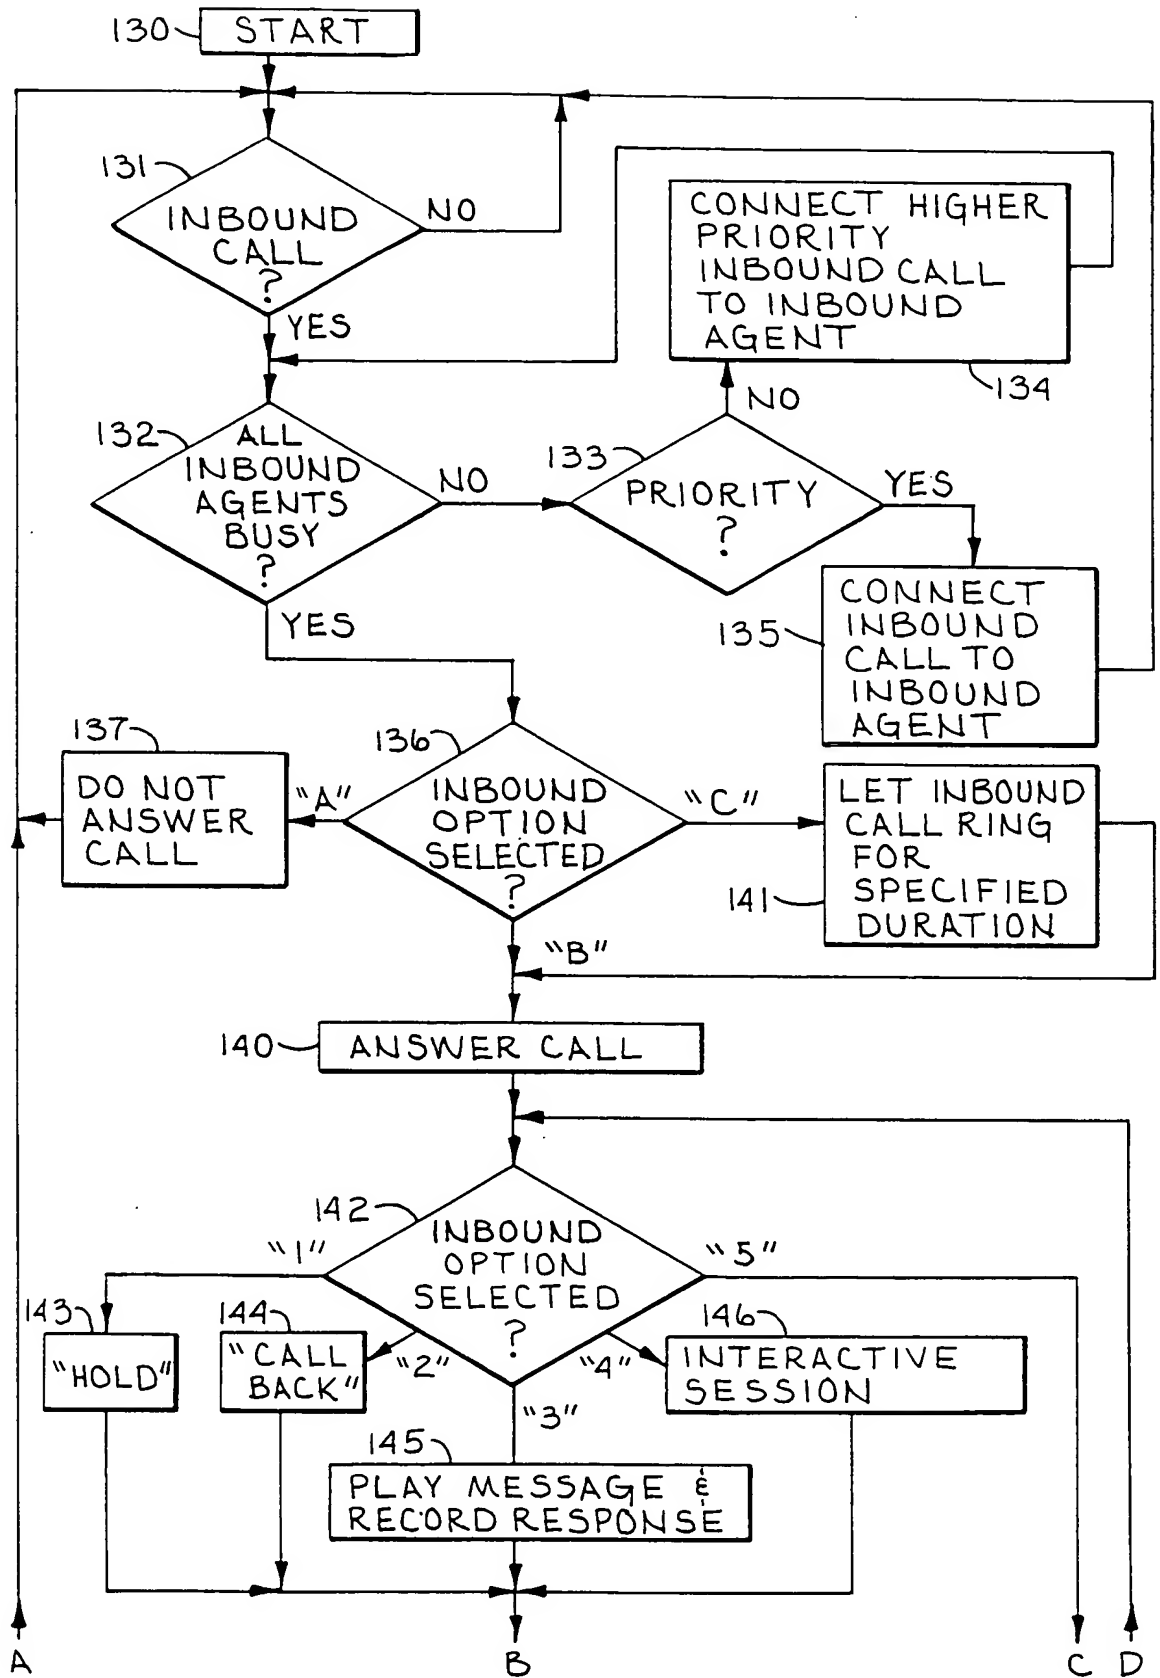 130
START
131
INBOUND
CALL
?
NO
YES
CONNECT HIGHER
PRIORITY
INBOUND CALL
TO INBOUND
AGENT
134
132
ALL
INBOUND
AGENTS
BUSY
?
NO
YES
133
PRIORITY
?
NO
YES
135
CONNECT
INBOUND
CALL TO
INBOUND
AGENT
136
INBOUND
OPTION
SELECTED
?
137
DO NOT
ANSWER
CALL
"A"
"C"
"B"
141
LET INBOUND
CALL RING
FOR
SPECIFIED
DURATION
140
ANSWER CALL
142
INBOUND
OPTION
SELECTED
?
"1"
"5"
143
"HOLD"
144
"CALL
BACK"
"2"
"3"
"4"
146
INTERACTIVE
SESSION
145
PLAY MESSAGE &
RECORD RESPONSE
A
B
C
D